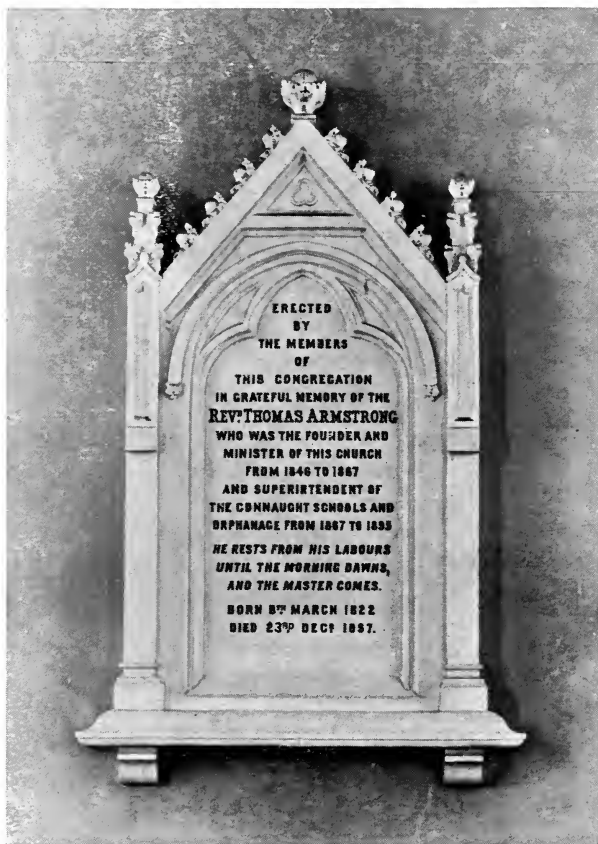 ERECTED
BY
THE MEMBERS
OF
THIS CONGREGATION
IN GRATEFUL MEMORY OF THE
REVD. THOMAS ARMSTRONG
WHO WAS THE FOUNDER AND
MINISTER OF THIS CHURCH
FROM 1846 TO 1867
AND SUPERINTENDENT OF
THE CONNAUGHT SCHOOLS AND
ORPHANAGE FROM 1867 TO
HE RESTS FROM HIS LABOURS
UNTIL THE MORNING DAWNS,
AND THE MASTER COMES.
BORN 8TH MARCH 1822
DIED 23RD DECR 1897.